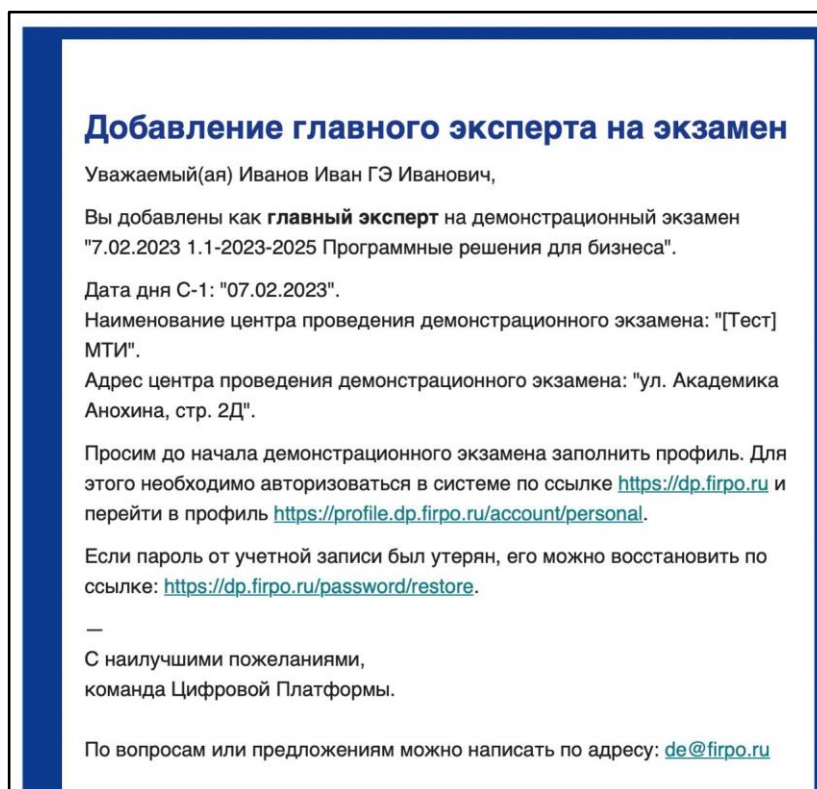 Добавление главного эксперта на экзамен
Уважаемый(ая) Иванов Иван ГЭ Иванович,
Вы добавлены как главный эксперт на демонстрационный экзамен
"7.02.2023 1.1-2023-2025 Программные решения для бизнеса".
Дата дня С-1: "07.02.2023".
Наименование центра проведения демонстрационного экзамена: "[Тест]
МТИ".
Адрес центра проведения демонстрационного экзамена: "ул. Академика
Анохина, стр. 2Д".
Просим до начала демонстрационного экзамена заполнить профиль. Для
этого необходимо авторизоваться в системе по ссылке https://dp.firpo.ru и
перейти в профиль https://profile.dp.firpo.ru/account/personal.
Если пароль от учетной записи был утерян, его можно восстановить по
ссылке: https://dp.firpo.ru/password/restore.
—
С наилучшими пожеланиями,
команда Цифровой Платформы.
По вопросам или предложениям можно написать по адресу: de@firpo.ru